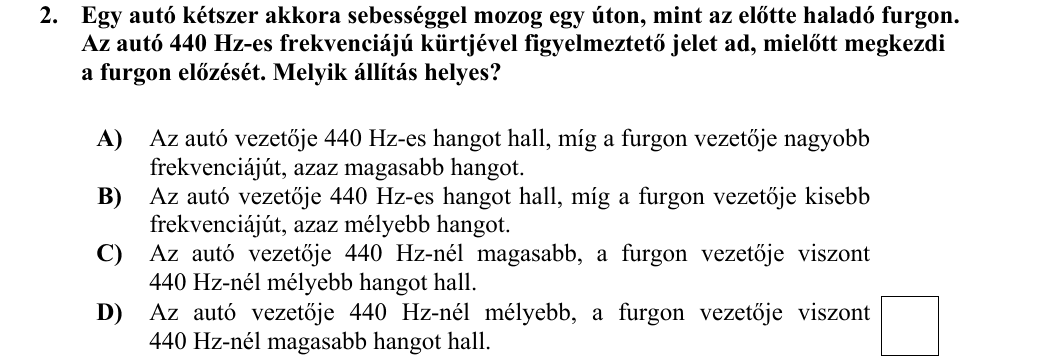 2. Egy autó kétszer akkora sebességgel mozog egy úton, mint az előtte haladó furgon.
Az autó 440 Hz-es frekvenciájú kürtjével figyelmeztető jelet ad, mielőtt megkezdi
a furgon előzését. Melyik állítás helyes?
A) Az autó vezetője 440 Hz-es hangot hall, míg a furgon vezetője nagyobb
frekvenciájút, azaz magasabb hangot.
B) Az autó vezetője 440 Hz-es hangot hall, míg a furgon vezetője kisebb
frekvenciájút, azaz mélyebb hangot.
C) Az autó vezetője 440 Hz-nél magasabb, a furgon vezetője viszont
440 Hz-nél mélyebb hangot hall.
D) Az autó vezetője 440 Hz-nél mélyebb, a furgon vezetője viszont
440 Hz-nél magasabb hangot hall.